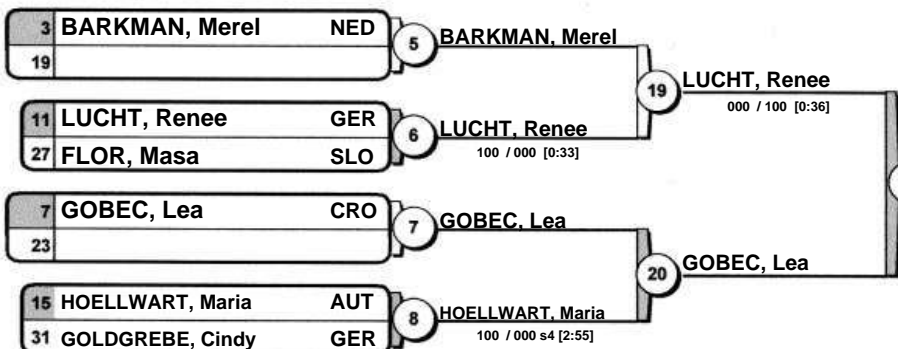 3 BARKMAN, Merel NED
19
5
BARKMAN, Merel
11 LUCHT, Renee GER
27 FLOR, Masa SLO
6
LUCHT, Renee
100 / 000 [0:33]
19
LUCHT, Renee
000 / 100 [0:36]
7 GOBEC, Lea CRO
23
7
GOBEC, Lea
15 HOELLWART, Maria AUT
31 GOLDGREBE, Cindy GER
8
HOELLWART, Maria
100 / 000 s4 [2:55]
20
GOBEC, Lea